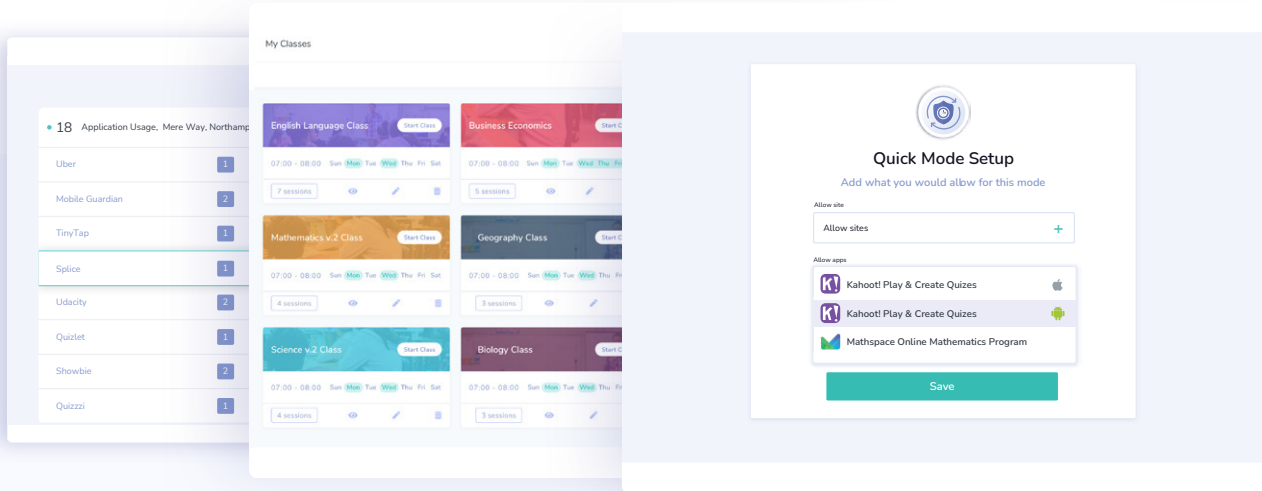 18 Application Usage, Mere Way, Northamp
Uber 1
Mobile Guardian 2
TinyTap 1
Splice 1
Udacity 2
Quizlet 1
Showbie 2
Quizzzi 1
My Classes
English Language Class Start Class
07:00 - 08:00 Sun Mon Tue Wed Thu Fri Sat
7 sessions
Business Economics Start C
07:00 - 08:00 Sun Mon Tue Wed Thu Fri
5 sessions
Mathematics v.2 Class Start Class
07:00 - 08:00 Sun Mon Tue Wed Thu Fri Sat
4 sessions
Geography Class Start C
07:00 - 08:00 Sun Mon Tue Wed Thu Fri
3 sessions
Science v.2 Class Start Class
07:00 - 08:00 Sun Mon Tue Wed Thu Fri Sat
4 sessions
Biology Class Start C
07:00 - 08:00 Sun Mon Tue Wed Thu Fri
3 sessions
Quick Mode Setup
Add what you would allow for this mode
Allow site
Allow sites +
Allow apps
K! Kahoot! Play & Create Quizes
K! Kahoot! Play & Create Quizes
Mathspace Online Mathematics Program
Save